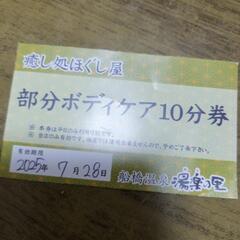 癒し処ほぐし屋
部分ボディケア10分券
有効期限
2025年 7月28日
船橋温泉 湯楽の里